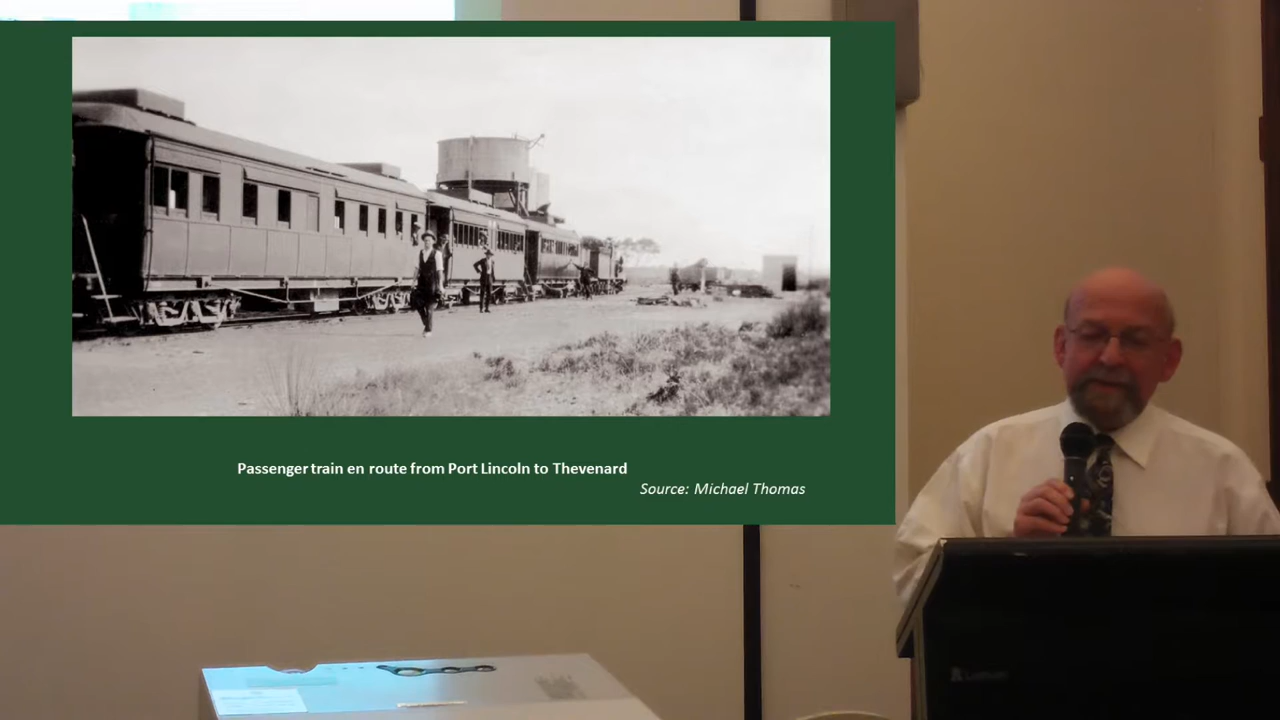 Passenger train en route from Port Lincoln to Thevenard
Source: Michael Thomas